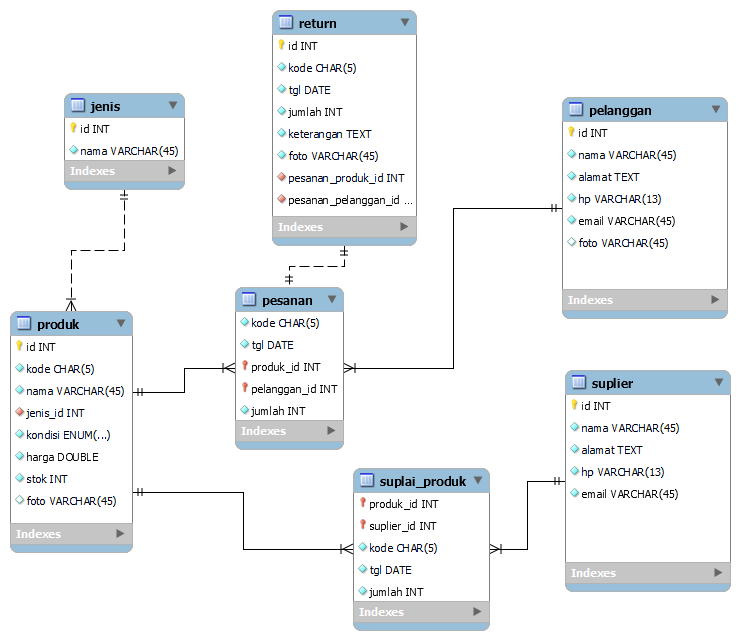 return
id INT
kode CHAR(5)
tgl DATE
jumlah INT
keterangan TEXT
foto VARCHAR(45)
pesanan_produk_id INT
pesanan_pelanggan_id ...
Indexes
jenis
id INT
nama VARCHAR(45)
Indexes
pelanggan
id INT
nama VARCHAR(45)
alamat TEXT
hp VARCHAR(13)
email VARCHAR(45)
foto VARCHAR(45)
Indexes
produk
id INT
kode CHAR(5)
nama VARCHAR(45)
jenis_id INT
kondisi ENUM(...)
harga DOUBLE
stok INT
foto VARCHAR(45)
Indexes
pesanan
kode CHAR(5)
tgl DATE
produk_id INT
pelanggan_id INT
jumlah INT
Indexes
suplier
id INT
nama VARCHAR(45)
alamat TEXT
hp VARCHAR(13)
email VARCHAR(45)
Indexes
suplai_produk
produk_id INT
suplier_id INT
kode CHAR(5)
tgl DATE
jumlah INT
Indexes